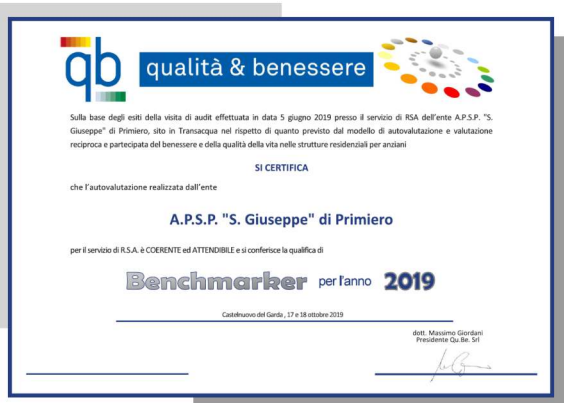 qb
qualità & benessere
Sulla base degli esiti della visita di audit effettuata in data 5 giugno 2019 presso il servizio di RSA dell'ente A.P.S.P. "S.
Giuseppe" di Primiero, sito in Transacqua nel rispetto di quanto previsto dal modello di autovalutazione e valutazione
reciproca e partecipata del benessere e della qualità della vita nelle strutture residenziali per anziani
SI CERTIFICA
che l'autovalutazione realizzata dall'ente
A.P.S.P. "S. Giuseppe" di Primiero
per il servizio di R.S.A. è COERENTE ed ATTENDIBILE e si conferisce la qualifica di
Benchmarker per l'anno 2019
Castelnuovo del Garda , 17 e 18 ottobre 2019
dott. Massimo Giordani
Presidente Qu.Be. Srl